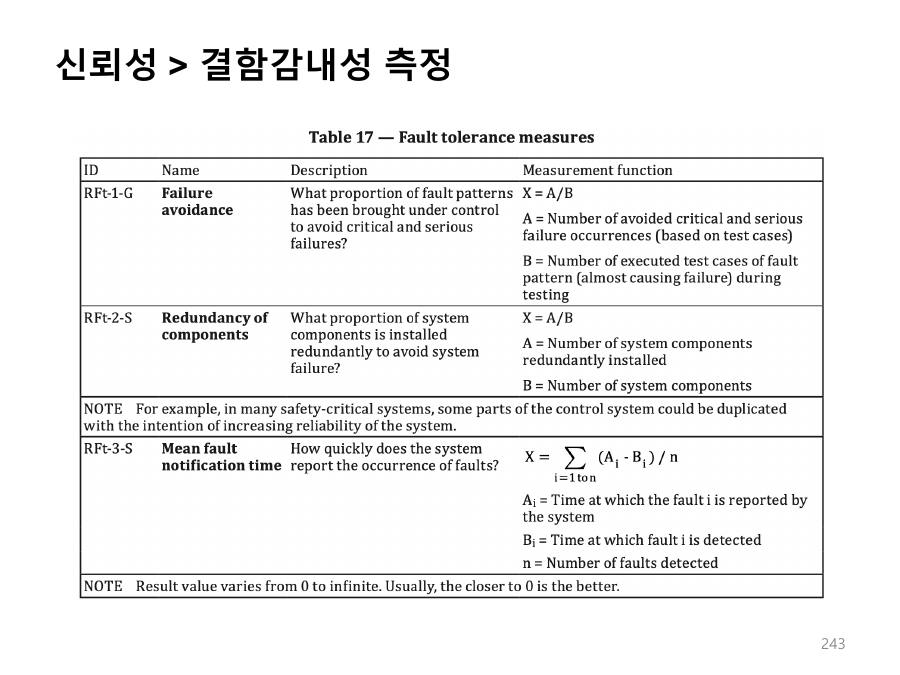 신뢰성 > 결함감내성 측정
Table 17 — Fault tolerance measures
ID Name Description Measurement function
RFt-1-G Failure avoidance What proportion of fault patterns has been brought under control to avoid critical and serious failures? X = A/B
A = Number of avoided critical and serious failure occurrences (based on test cases)
B = Number of executed test cases of fault pattern (almost causing failure) during testing
RFt-2-S Redundancy of components What proportion of system components is installed redundantly to avoid system failure? X = A/B
A = Number of system components redundantly installed
B = Number of system components
NOTE For example, in many safety-critical systems, some parts of the control system could be duplicated
with the intention of increasing reliability of the system.
RFt-3-S Mean fault notification time How quickly does the system report the occurrence of faults? X = ∑ (Ai - Bi) / n
i = 1 to n
Ai = Time at which the fault i is reported by the system
Bi = Time at which fault i is detected
n = Number of faults detected
NOTE Result value varies from 0 to infinite. Usually, the closer to 0 is the better.
243